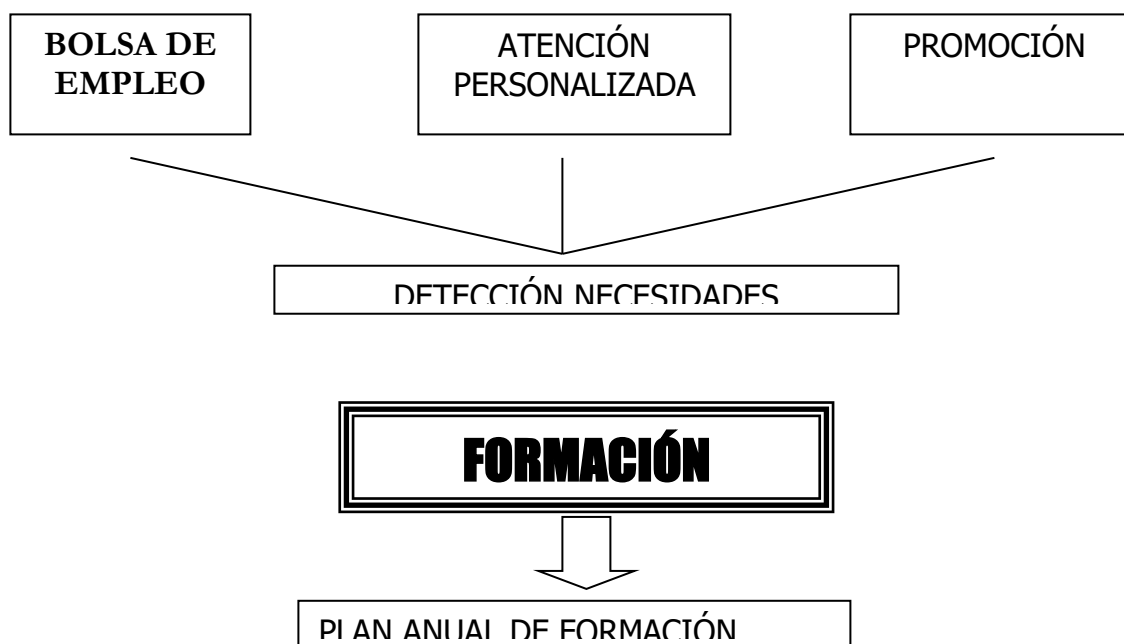 BOLSA DE
EMPLEO
ATENCIÓN
PERSONALIZADA
PROMOCIÓN
DETECCIÓN NECESIDADES
FORMACIÓN
PLAN ANUAL DE FORMACIÓN